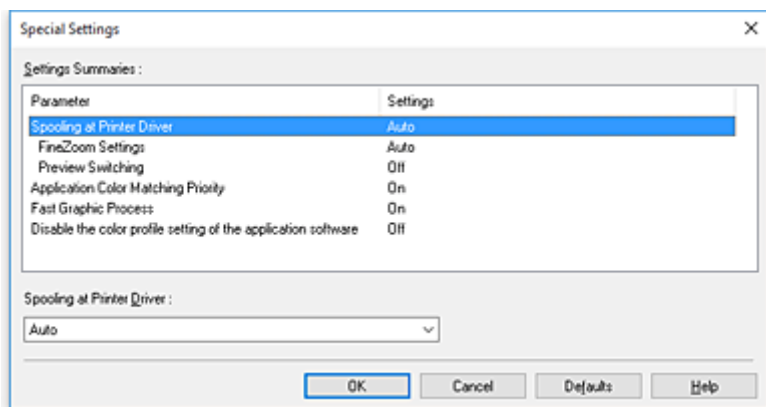 Special Settings
Settings Summaries :
Parameter Settings
Spooling at Printer Driver Auto
FineZoom Settings Auto
Preview Switching Off
Application Color Matching Priority On
Fast Graphic Process On
Disable the color profile setting of the application software Off
Spooling at Printer Driver :
Auto
OK Cancel Defaults Help